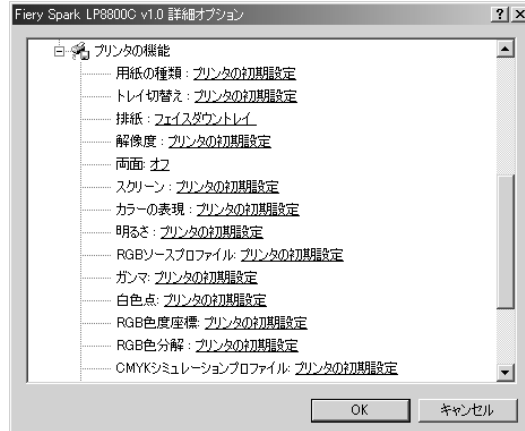 Fiery Spark LP8800C v1.0 詳細オプション
プリンタの機能
用紙の種類 : プリンタの初期設定
トレイ切替え : プリンタの初期設定
排紙 : フェイスダウントレイ
解像度 : プリンタの初期設定
両面: オフ
スクリーン : プリンタの初期設定
カラーの表現 : プリンタの初期設定
明るさ : プリンタの初期設定
RGBソースプロファイル: プリンタの初期設定
ガンマ: プリンタの初期設定
白色点: プリンタの初期設定
RGB色度座標: プリンタの初期設定
RGB色分解 : プリンタの初期設定
CMYKシミュレーションプロファイル: プリンタの初期設定
OK
キャンセル